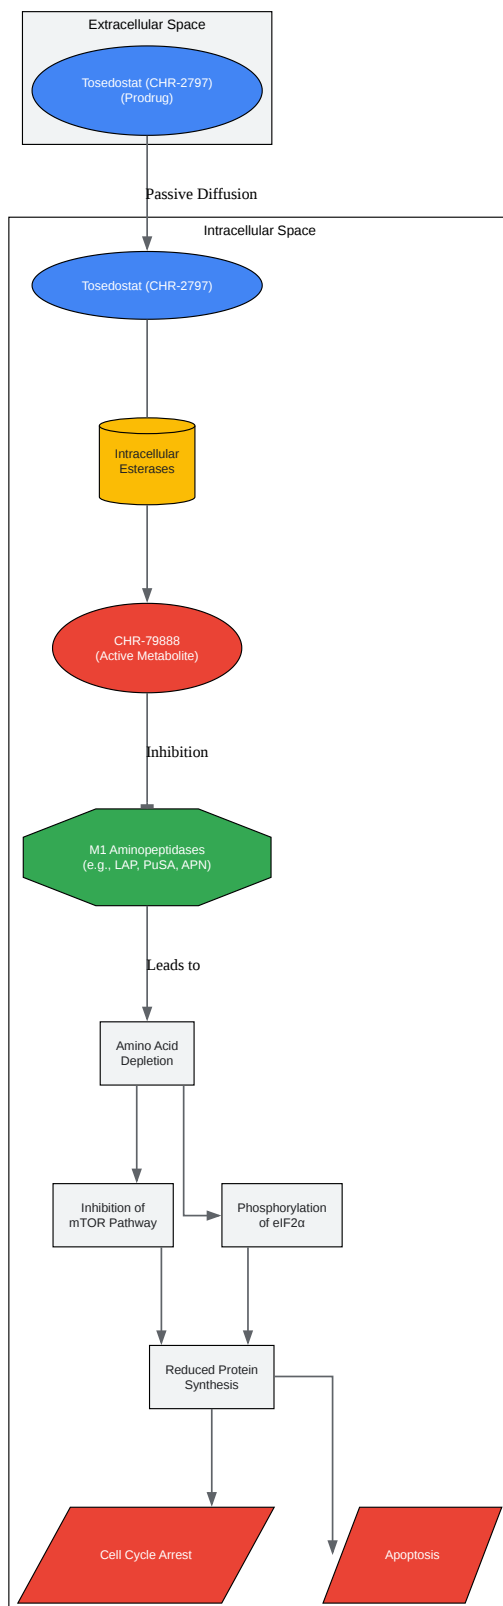 Extracellular Space
Tosedostat (CHR-2797)
(Prodrug)
Passive Diffusion
Intracellular Space
Tosedostat (CHR-2797)
Intracellular
Esterases
CHR-79888
(Active Metabolite)
Inhibition
M1 Aminopeptidases
(e.g., LAP, PuSA, APN)
Leads to
Amino Acid
Depletion
Inhibition of
mTOR Pathway
Phosphorylation
of eIF2α
Reduced Protein
Synthesis
Cell Cycle Arrest
Apoptosis